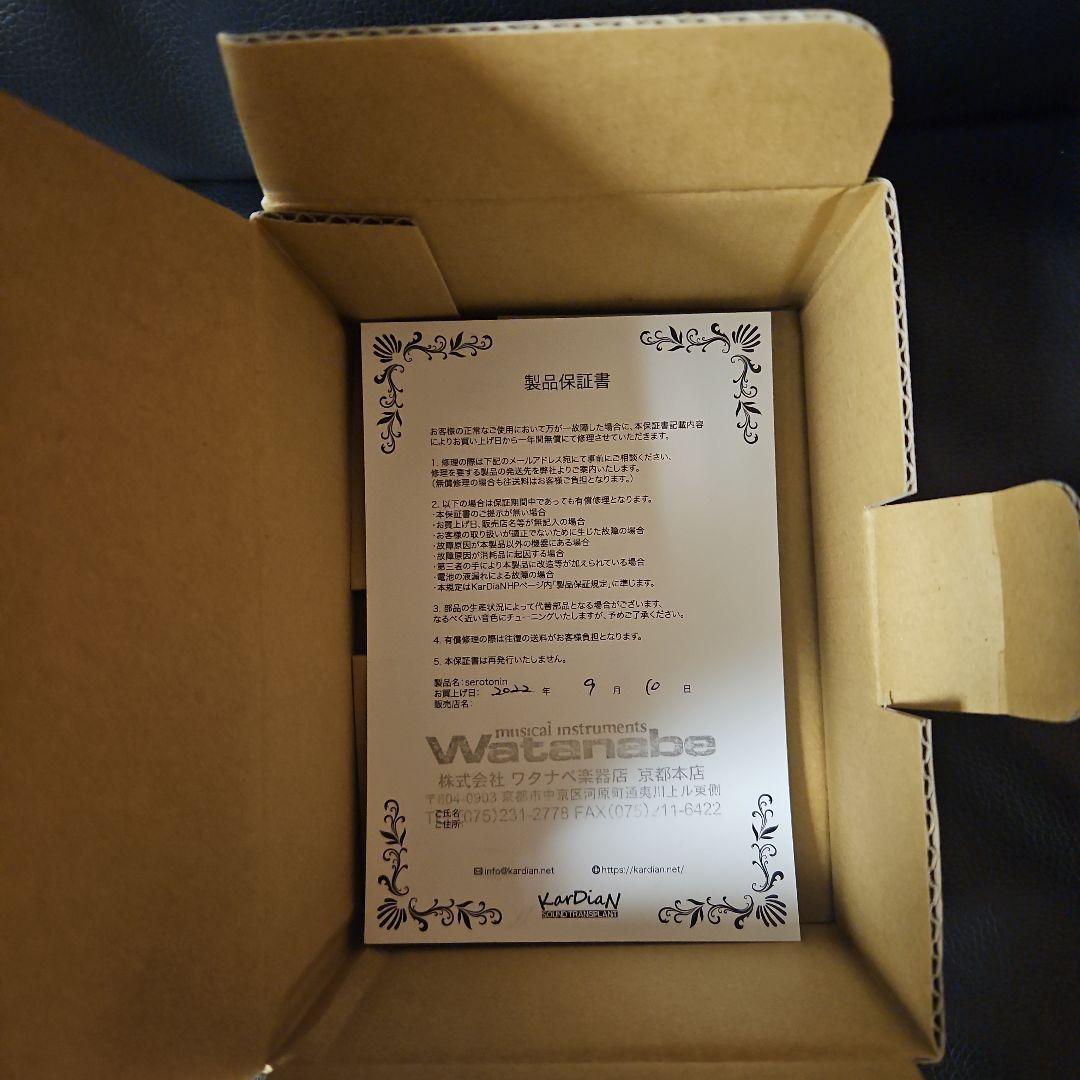 製品保証書
お客様の正常なご使用において万が一故障した場合に、本保証書記載内容
によりお買い上げ日から一年間無償にて修理させていただきます。
1. 修理の際は下記のメールアドレス宛にて事前にご相談ください、
修理を要する製品の発送先を弊社よりご案内いたします。
(無償修理の場合も往送料はお客様ご負担となります。)
2. 以下の場合は保証期間中であっても有償修理となります。
・本保証書のご提示が無い場合
・お買上げ日、販売店名等が無記入の場合
・お客様の取り扱いが適正でないために生じた故障の場合
・故障原因が本製品以外の機器にある場合
・故障原因が消耗品に起因する場合
・第三者の手により本製品に改造等が加えられている場合
・電池の液漏れによる故障の場合
・本規定はKarDiaNHPページ内「製品保証規定」に準じます。
3. 部品の生産状況によって代替部品となる場合がございます、
なるべく近い音色にチューニングいたしますが、予めご了承ください。
4. 有償修理の際は往復の送料がお客様負担となります。
5. 本保証書は再発行いたしません。
製品名:serotonin
お買上げ日: 2022 年 9 月 10 日
販売店名:
musical instruments
Watanabe
株式会社 ワタナベ楽器店 京都本店
〒604-0903 京都市中京区河原町通夷川上ル東側
TEL(075)231-2778 FAX(075)211-6422
ご氏名
ご住所:
info@kardian.net https://kardian.net/
KarDiaN
SOUND TRANSPLANT